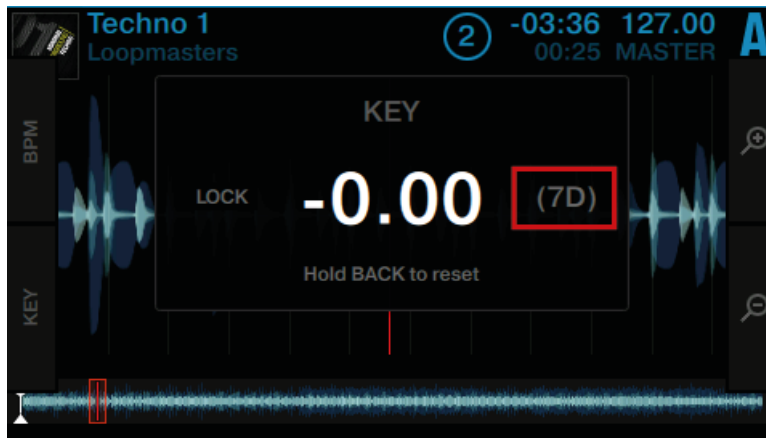 Techno 1
Loopmasters
2
-03:36 127.00
00:25 MASTER
A
BPM
KEY
KEY
LOCK -0.00 (7D)
Hold BACK to reset